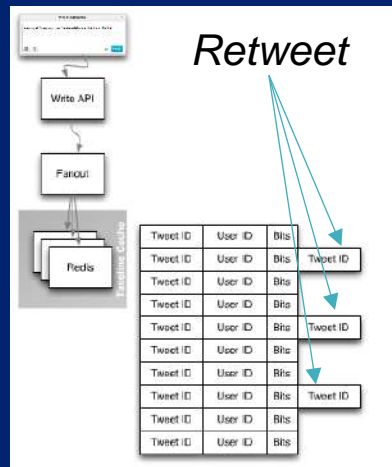 Retweet
Write API
Fanout
Redis
Timeline Cache
Tweet ID User ID Bits
Tweet ID User ID Bits Tweet ID
Tweet ID User ID Bits
Tweet ID User ID Bits
Tweet ID User ID Bits Tweet ID
Tweet ID User ID Bits
Tweet ID User ID Bits
Tweet ID User ID Bits Tweet ID
Tweet ID User ID Bits
Tweet ID User ID Bits